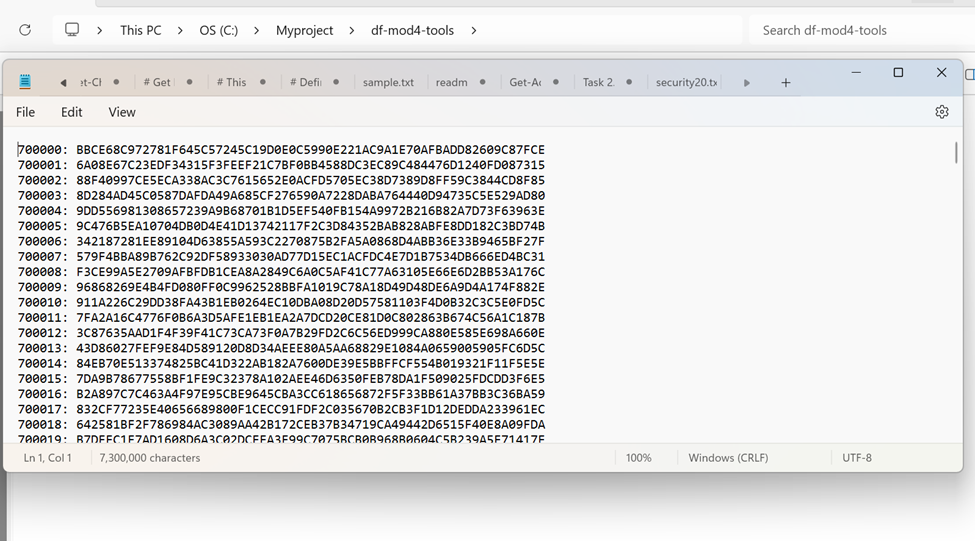 This PC > OS (C:) > Myproject > df-mod4-tools >
Search df-mod4-tools
et-Cl
# Get
# This
# Defi
sample.txt
readm
Get-Ac
Task 2.
security20.tx
File
Edit
View
700000: BBCE68C972781F645C57245C19D0E0C5990E221AC9A1E70AFBADD82609C87FCE
700001: 6A08E67C23EDF34315F3FEEF21C7BF0BB4588DC3EC89C484476D1240FD087315
700002: 88F40997CE5ECA338AC3C7615652E0ACFD5705EC38D7389D8FF59C3844CD8F85
700003: 8D284AD45C0587DAFDA49A685CF276590A7228DABA764440D94735C5E529AD80
700004: 9DD556981308657239A9B68701B1D5EF540FB154A9972B216B82A7D73F63963E
700005: 9C476B5EA10704DB0D4E41D13742117F2C3D84352BAB828ABFE8DD182C3BD74B
700006: 342187281EE89104D63855A593C2270875B2FA5A0868D4ABB36E33B9465BF27F
700007: 579F4BBA89B762C92DF58933030AD77D15EC1ACFDC4E7D1B7534DB666ED4BC31
700008: F3CE99A5E2709AFBFDB1CEA8A2849C6A0C5AF41C77A63105E66E6D2BB53A176C
700009: 96868269E4B4FD080FF0C9962528BBFA1019C78A18D49D48DE6A9D4A174F882E
700010: 911A226C29DD38FA43B1EB0264EC10DBA08D20D57581103F4D0B32C3C5E0FD5C
700011: 7FA2A16C4776F0B6A3D5AFE1EB1EA2A7DCD20CE81D0C802863B674C56A1C187B
700012: 3C87635AAD1F4F39F41C73CA73F0A7B29FD2C6C56ED999CA880E585E698A660E
700013: 43D86027FEF9E84D589120D8D34AEEE80A5AA68829E1084A0659005905FC6D5C
700014: 84EB70E513374825BC41D322AB182A7600DE39E5BBFFCF554B019321F11F5E5E
700015: 7DA9B78677558BF1FE9C32378A102AEE46D6350FEB78DA1F509025FDCDD3F6E5
700016: B2A897C7C463A4F97E95CBE9645CBA3CC618656872F5F33BB61A37BB3C36BA59
700017: 832CF77235E40656689800F1CECC91FDF2C035670B2CB3F1D12DEDDA233961EC
700018: 642581BF2F786984AC3089AA42B172CEB37B34719CA49442D6515F40E8A09FDA
700019:
Ln 1, Col 1
7,300,000 characters
100%
Windows (CRLF)
UTF-8